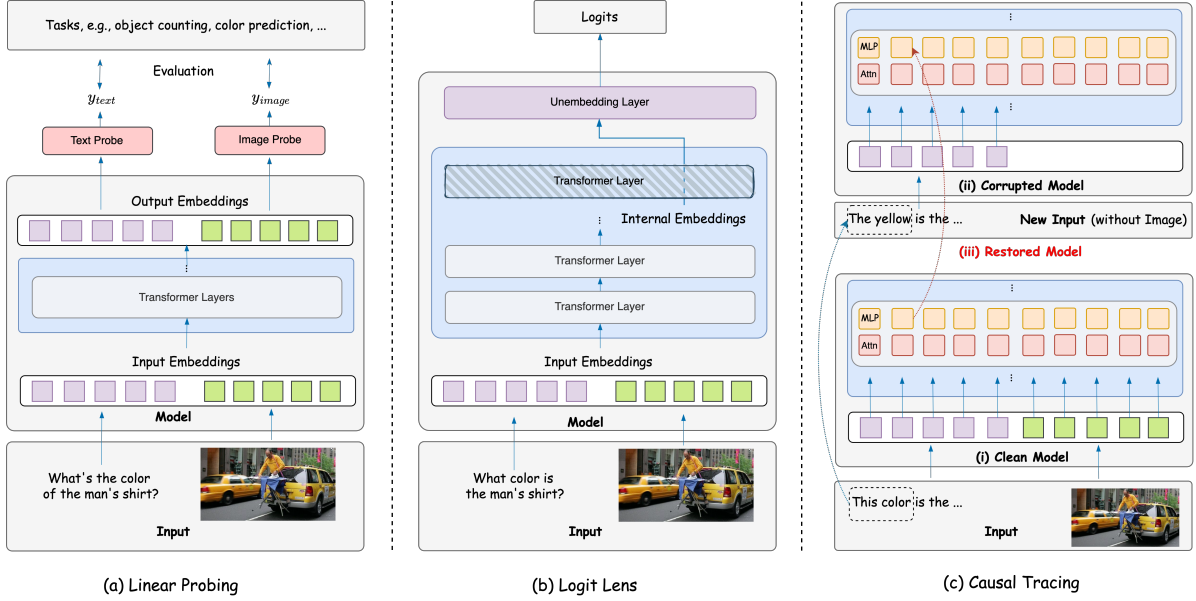 Tasks, e.g., object counting, color prediction, ...
Evaluation
y_text
y_image
Text Probe
Image Probe
Output Embeddings
...
Transformer Layers
Input Embeddings
Model
What's the color
of the man's shirt?
Input
(a) Linear Probing
Logits
Unembedding Layer
Transformer Layer
...
Internal Embeddings
Transformer Layer
Transformer Layer
Input Embeddings
Model
What color is
the man's shirt?
Input
(b) Logit Lens
...
MLP
Attn
...
(ii) Corrupted Model
The yellow is the ...
New Input (without Image)
(iii) Restored Model
...
MLP
Attn
...
(i) Clean Model
This color is the ...
Input
(c) Causal Tracing